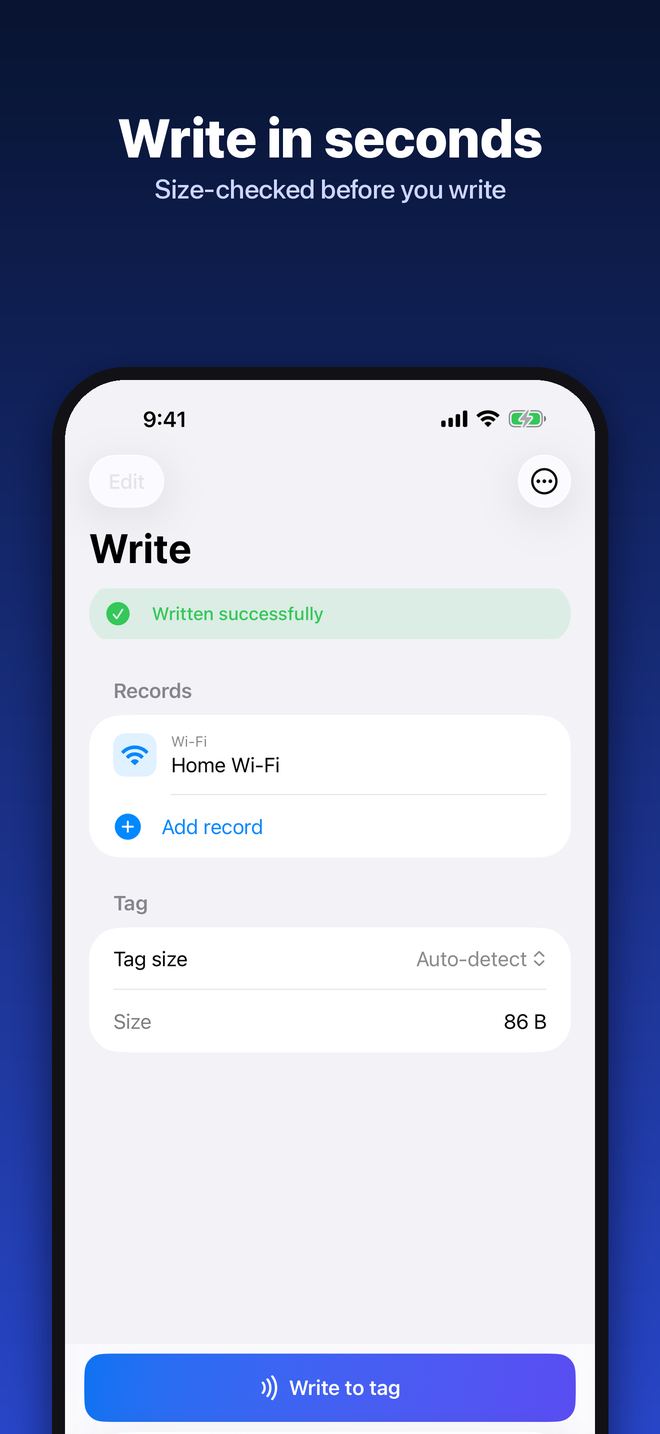 Write in seconds
Size-checked before you write
9:41
Edit
Write
Written successfully
Records
Wi-Fi
Home Wi-Fi
Add record
Tag
Tag size
Auto-detect
Size
86 B
Write to tag